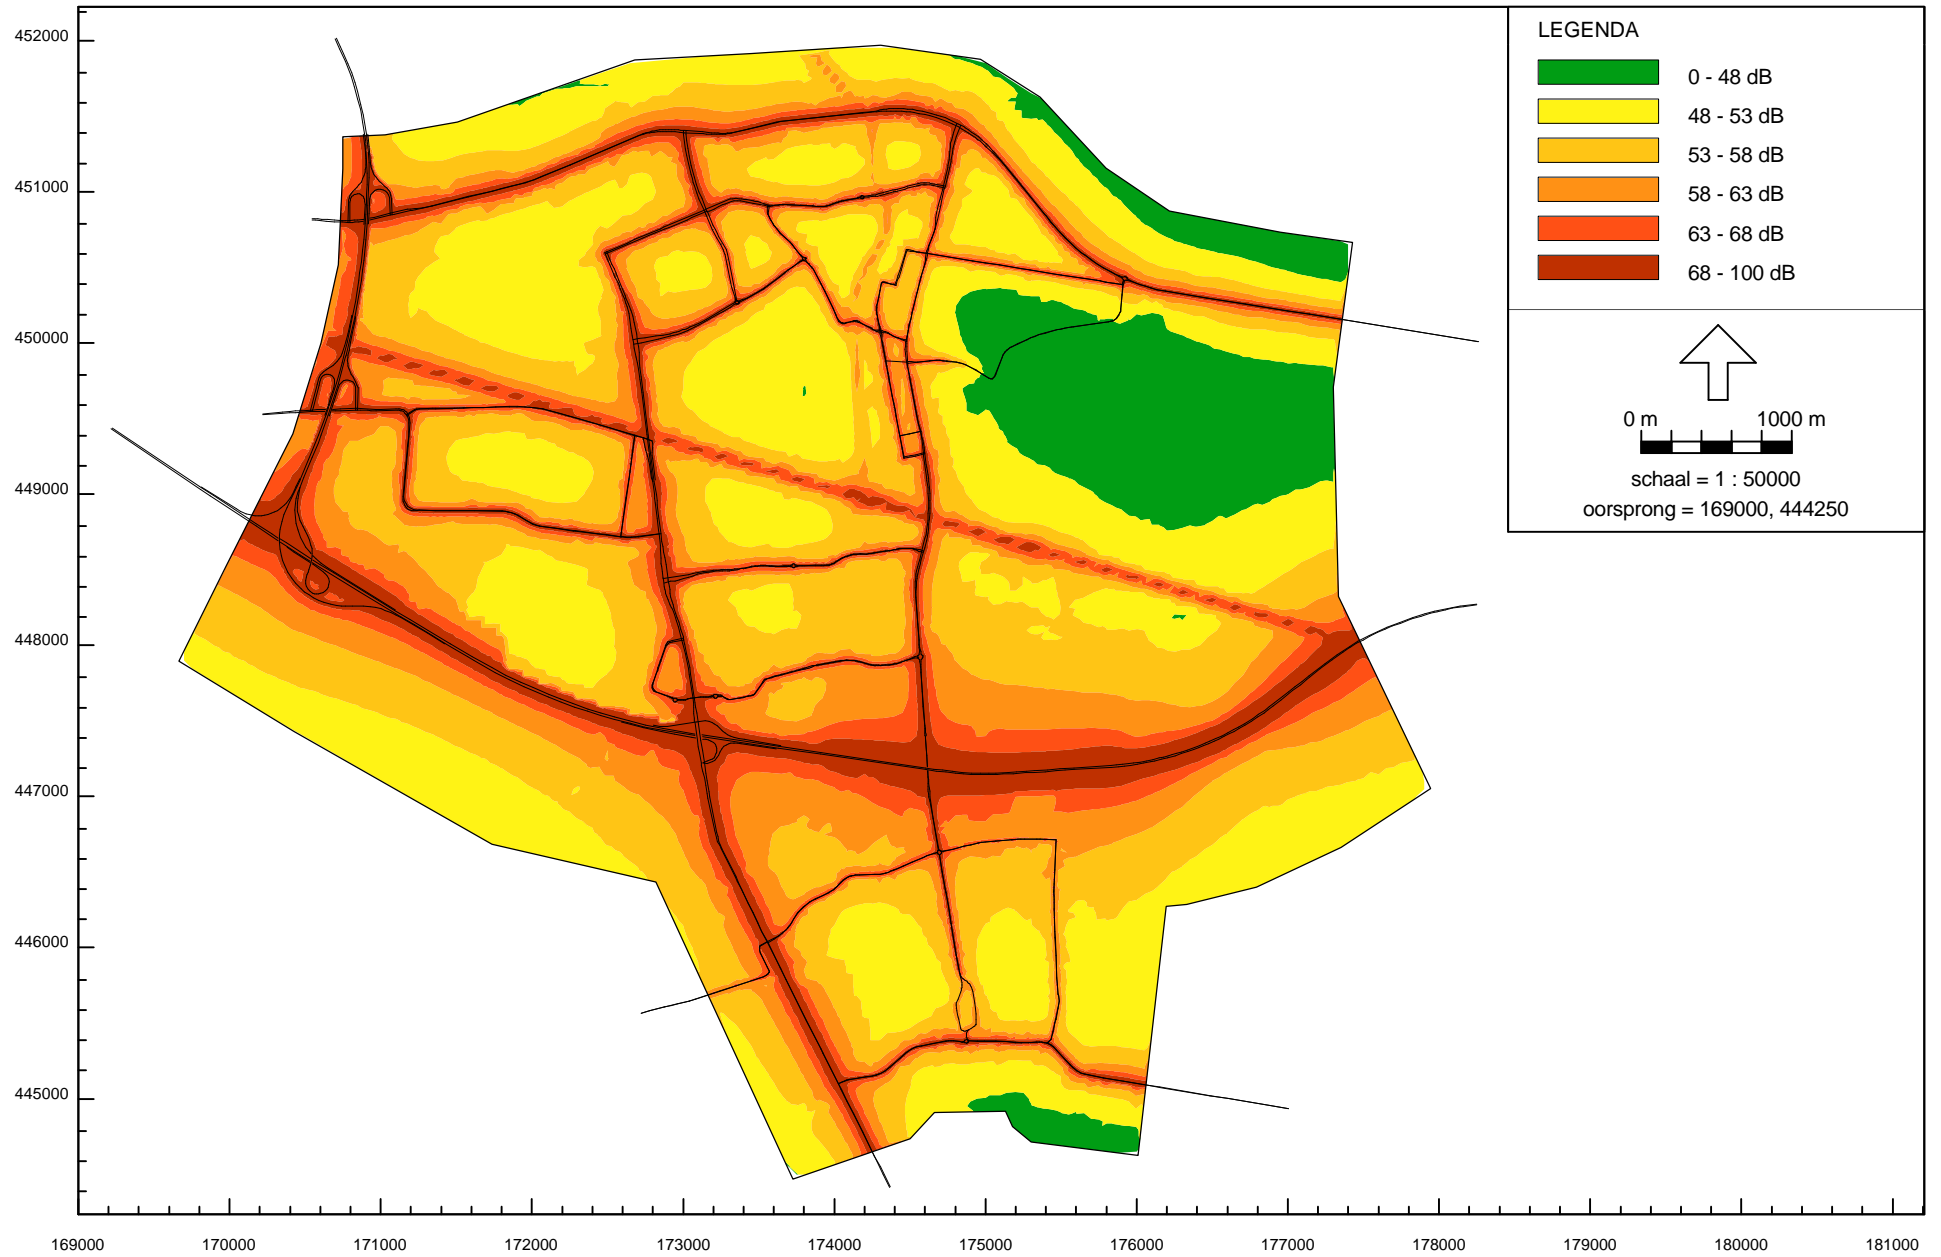 452000
451000
450000
449000
448000
447000
446000
445000
169000 170000 171000 172000 173000 174000 175000 176000 177000 178000 179000 180000 181000
LEGENDA
0 - 48 dB
48 - 53 dB
53 - 58 dB
58 - 63 dB
63 - 68 dB
68 - 100 dB
0 m 1000 m
schaal = 1 : 50000
oorsprong = 169000, 444250